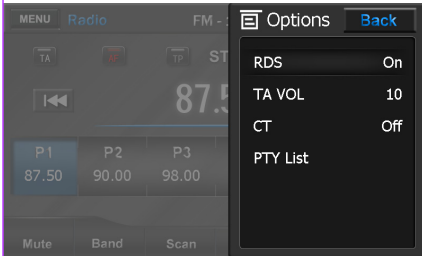 MENU Radio FM -
Options Back
TA TP ST
RDS On
TA VOL 10
87.5
CT Off
P1 P2 P3
87.50 90.00 98.00
PTY List
Mute Band Scan